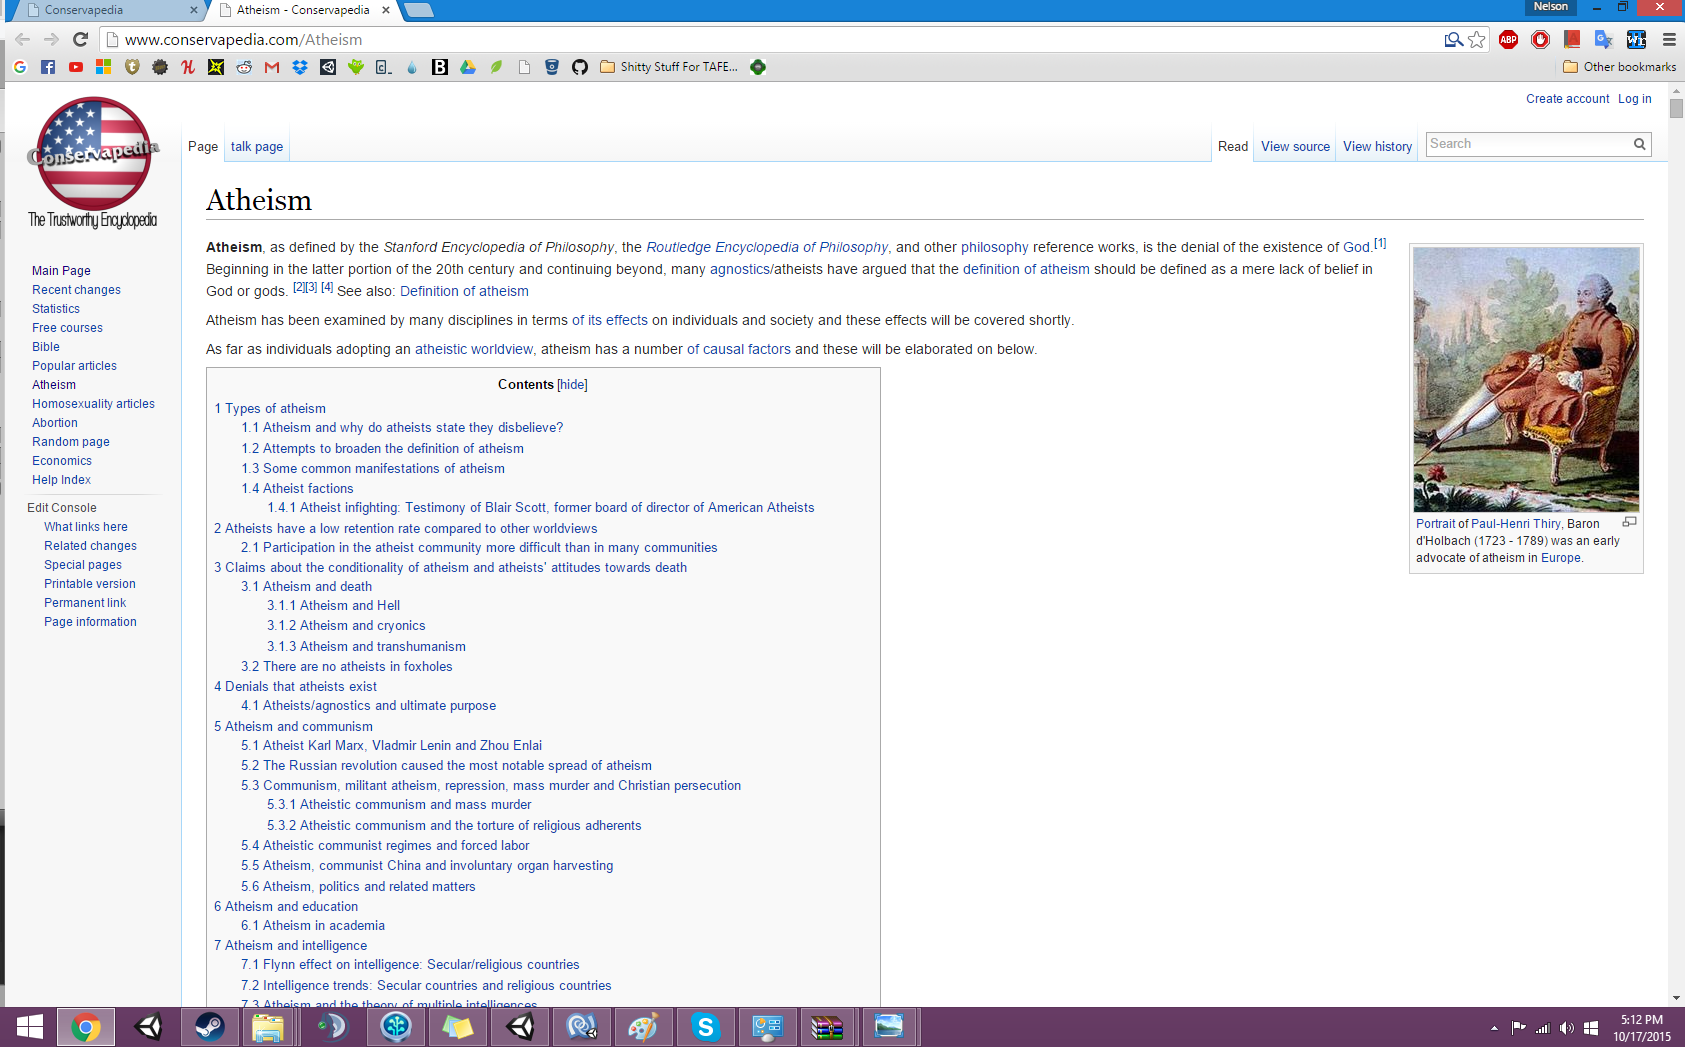 Conservapedia
Atheism - Conservapedia
Nelson
www.conservapedia.com/Atheism
ABP
Shitty Stuff For TAFE...
Other bookmarks
Create account Log in
Conservapedia
The Trustworthy Encyclopedia
Page talk page
Read View source View history Search
Atheism
Main Page
Recent changes
Statistics
Free courses
Bible
Popular articles
Atheism
Homosexuality articles
Abortion
Random page
Economics
Help Index
Edit Console
What links here
Related changes
Special pages
Printable version
Permanent link
Page information
Atheism, as defined by the Stanford Encyclopedia of Philosophy, the Routledge Encyclopedia of Philosophy, and other philosophy reference works, is the denial of the existence of God.[1]
Beginning in the latter portion of the 20th century and continuing beyond, many agnostics/atheists have argued that the definition of atheism should be defined as a mere lack of belief in
God or gods. [2][3] [4] See also: Definition of atheism
Atheism has been examined by many disciplines in terms of its effects on individuals and society and these effects will be covered shortly.
As far as individuals adopting an atheistic worldview, atheism has a number of causal factors and these will be elaborated on below.
Contents [hide]
1 Types of atheism
1.1 Atheism and why do atheists state they disbelieve?
1.2 Attempts to broaden the definition of atheism
1.3 Some common manifestations of atheism
1.4 Atheist factions
1.4.1 Atheist infighting: Testimony of Blair Scott, former board of director of American Atheists
2 Atheists have a low retention rate compared to other worldviews
2.1 Participation in the atheist community more difficult than in many communities
3 Claims about the conditionality of atheism and atheists' attitudes towards death
3.1 Atheism and death
3.1.1 Atheism and Hell
3.1.2 Atheism and cryonics
3.1.3 Atheism and transhumanism
3.2 There are no atheists in foxholes
4 Denials that atheists exist
4.1 Atheists/agnostics and ultimate purpose
5 Atheism and communism
5.1 Atheist Karl Marx, Vladmir Lenin and Zhou Enlai
5.2 The Russian revolution caused the most notable spread of atheism
5.3 Communism, militant atheism, repression, mass murder and Christian persecution
5.3.1 Atheistic communism and mass murder
5.3.2 Atheistic communism and the torture of religious adherents
5.4 Atheistic communist regimes and forced labor
5.5 Atheism, communist China and involuntary organ harvesting
5.6 Atheism, politics and related matters
6 Atheism and education
6.1 Atheism in academia
7 Atheism and intelligence
7.1 Flynn effect on intelligence: Secular/religious countries
7.2 Intelligence trends: Secular countries and religious countries
7.3 Atheism and the theory of multiple intelligences
Portrait of Paul-Henri Thiry, Baron
d'Holbach (1723 - 1789) was an early
advocate of atheism in Europe.
5:12 PM
10/17/2015